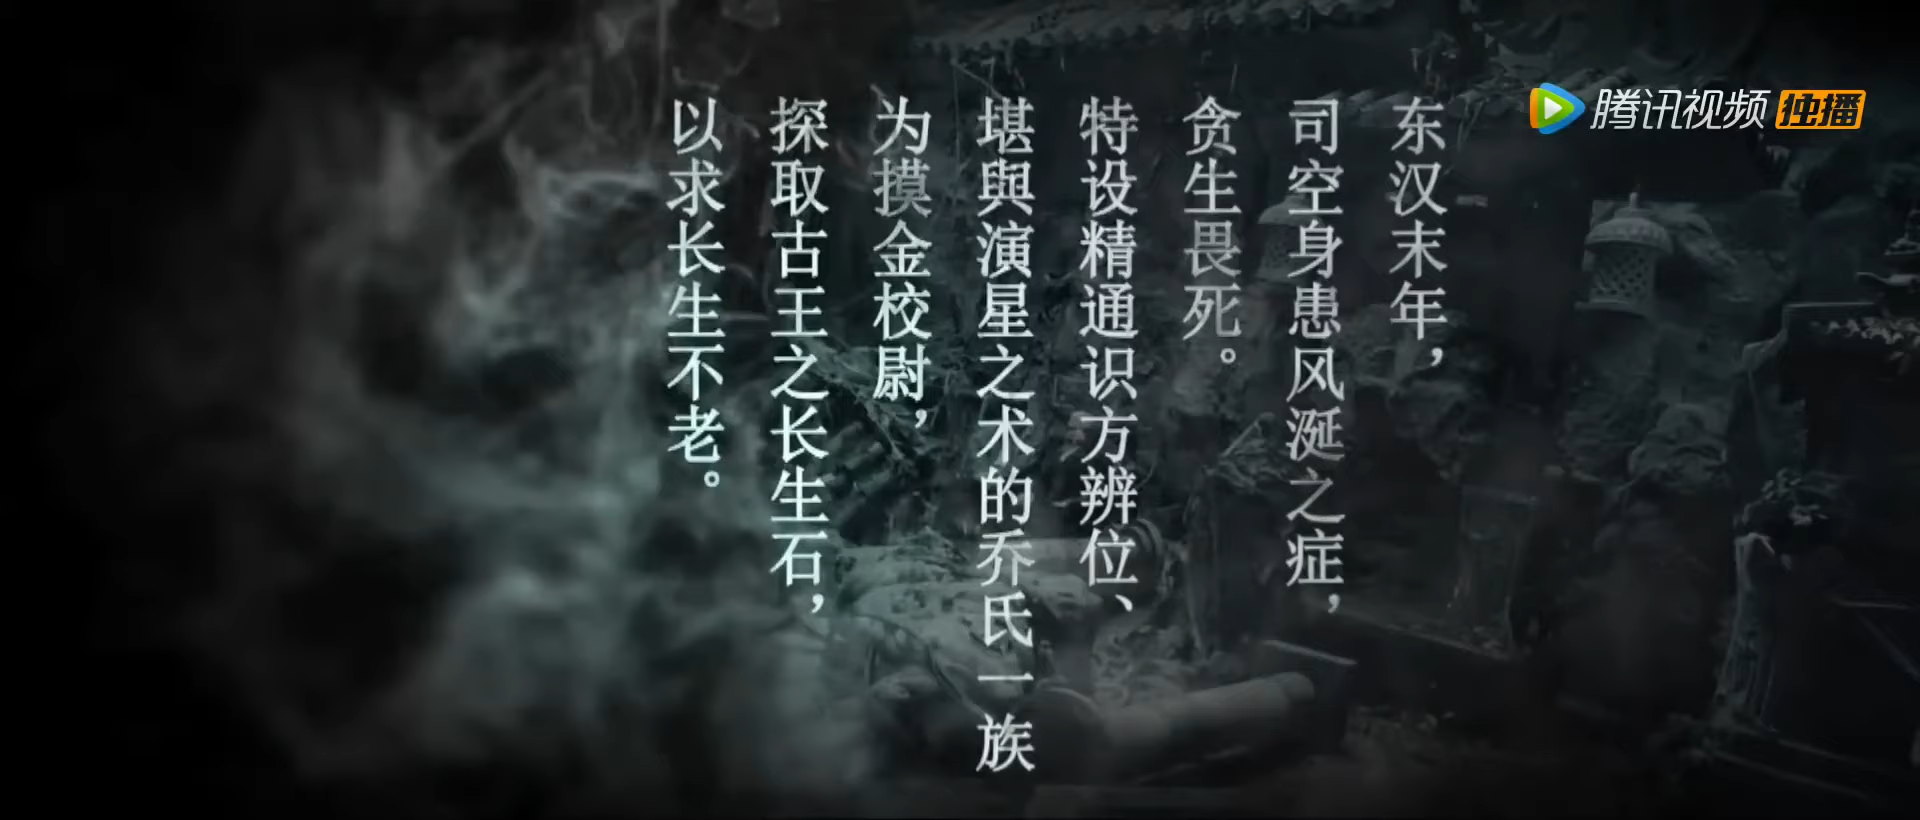 东汉末年，
司空身患风涎之症，
贪生畏死。
特设精通识方辨位、
堪與演星之术的乔氏一族
为摸金校尉，
探取古王之长生石，
以求长生不老。
腾讯视频 独播